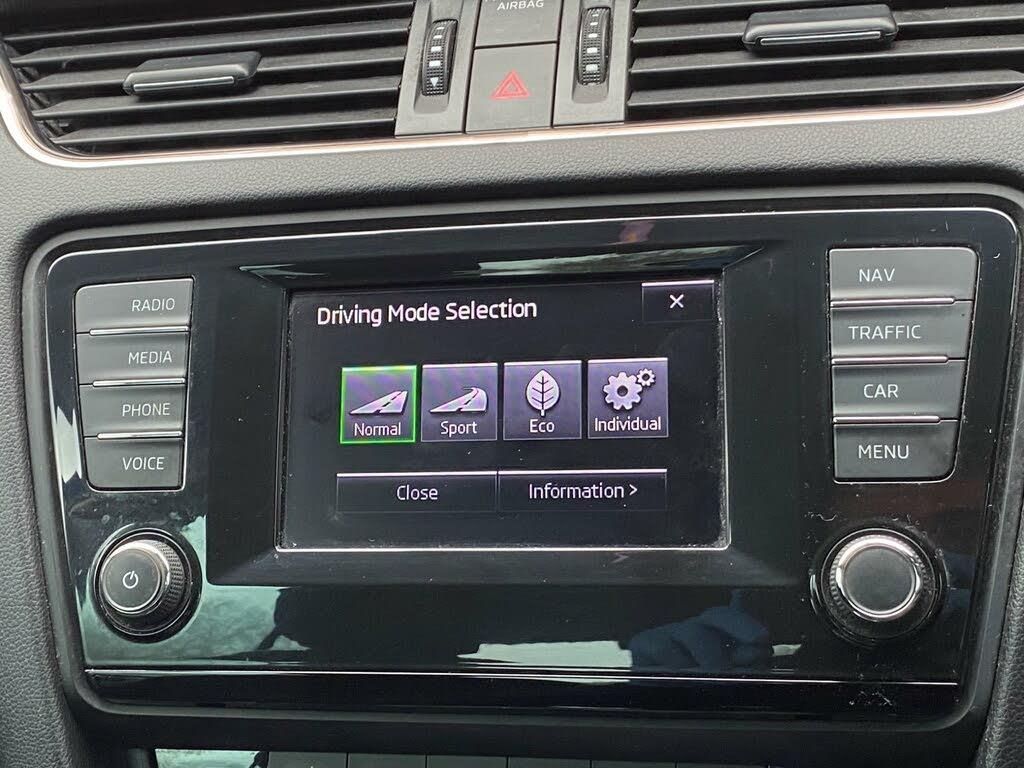 AIRBAG
RADIO
MEDIA
PHONE
VOICE
Driving Mode Selection
Normal
Sport
Eco
Individual
Close
Information >
NAV
TRAFFIC
CAR
MENU